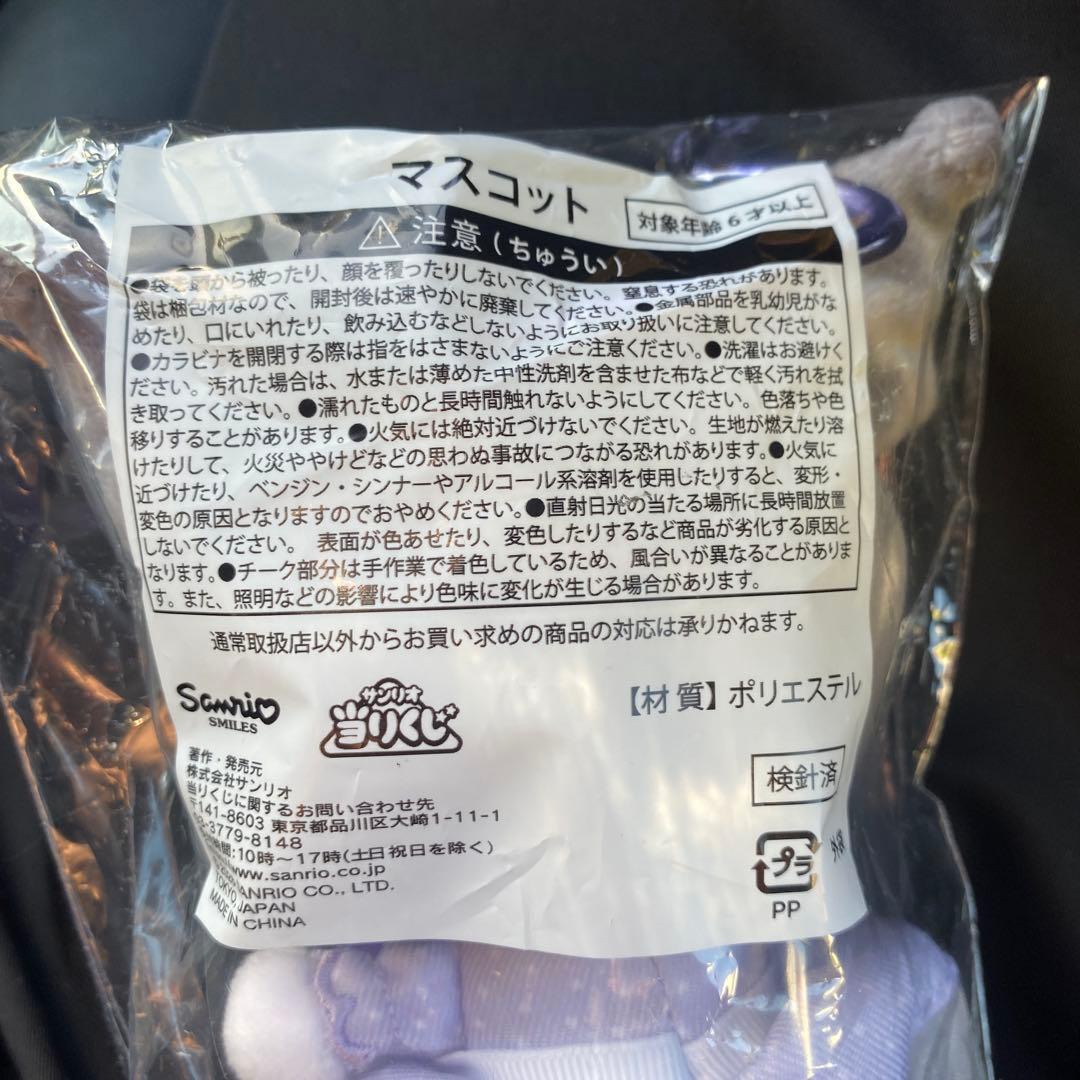 マスコット
対象年齢6才以上
注意(ちゅうい)
●袋を頭から被ったり、顔を覆ったりしないでください。窒息する恐れがあります。
袋は梱包材なので、開封後は速やかに廃棄してください。●金属部品を乳幼児がな
めたり、口にいれたり、飲み込むなどしないようにお取り扱いに注意してください。
●カラビナを開閉する際は指をはさまないようにご注意ください。●洗濯はお避けく
ださい。汚れた場合は、水または薄めた中性洗剤を含ませた布などで軽く汚れを拭
き取ってください。●濡れたものと長時間触れないようにしてください。色落ちや色
移りすることがあります。●火気には絶対近づけないでください。生地が燃えたり溶
けたりして、火災ややけどなどの思わぬ事故につながる恐れがあります。●火気に
近づけたり、ベンジン・シンナーやアルコール系溶剤を使用したりすると、変形・
変色の原因となりますのでおやめください。●直射日光の当たる場所に長時間放置
しないでください。 表面が色あせたり、変色したりするなど商品が劣化する原因と
なります。●チーク部分は手作業で着色しているため、風合いが異なることがありま
す。また、照明などの影響により色味に変化が生じる場合があります。
通常取扱店以外からお買い求めの商品の対応は承りかねます。
Sanrio
SMILES
サンリオ
当りくじ
【材 質】ポリエステル
著作・発売元
株式会社サンリオ
当りくじに関するお問い合わせ先
〒141-8603 東京都品川区大崎1-11-1
3-3779-8148
時間:10時〜17時(土日祝日を除く)
www.sanrio.co.jp
SANRIO CO., LTD.
TOKYO, JAPAN
MADE IN CHINA
検針済
プラ
PP
外袋